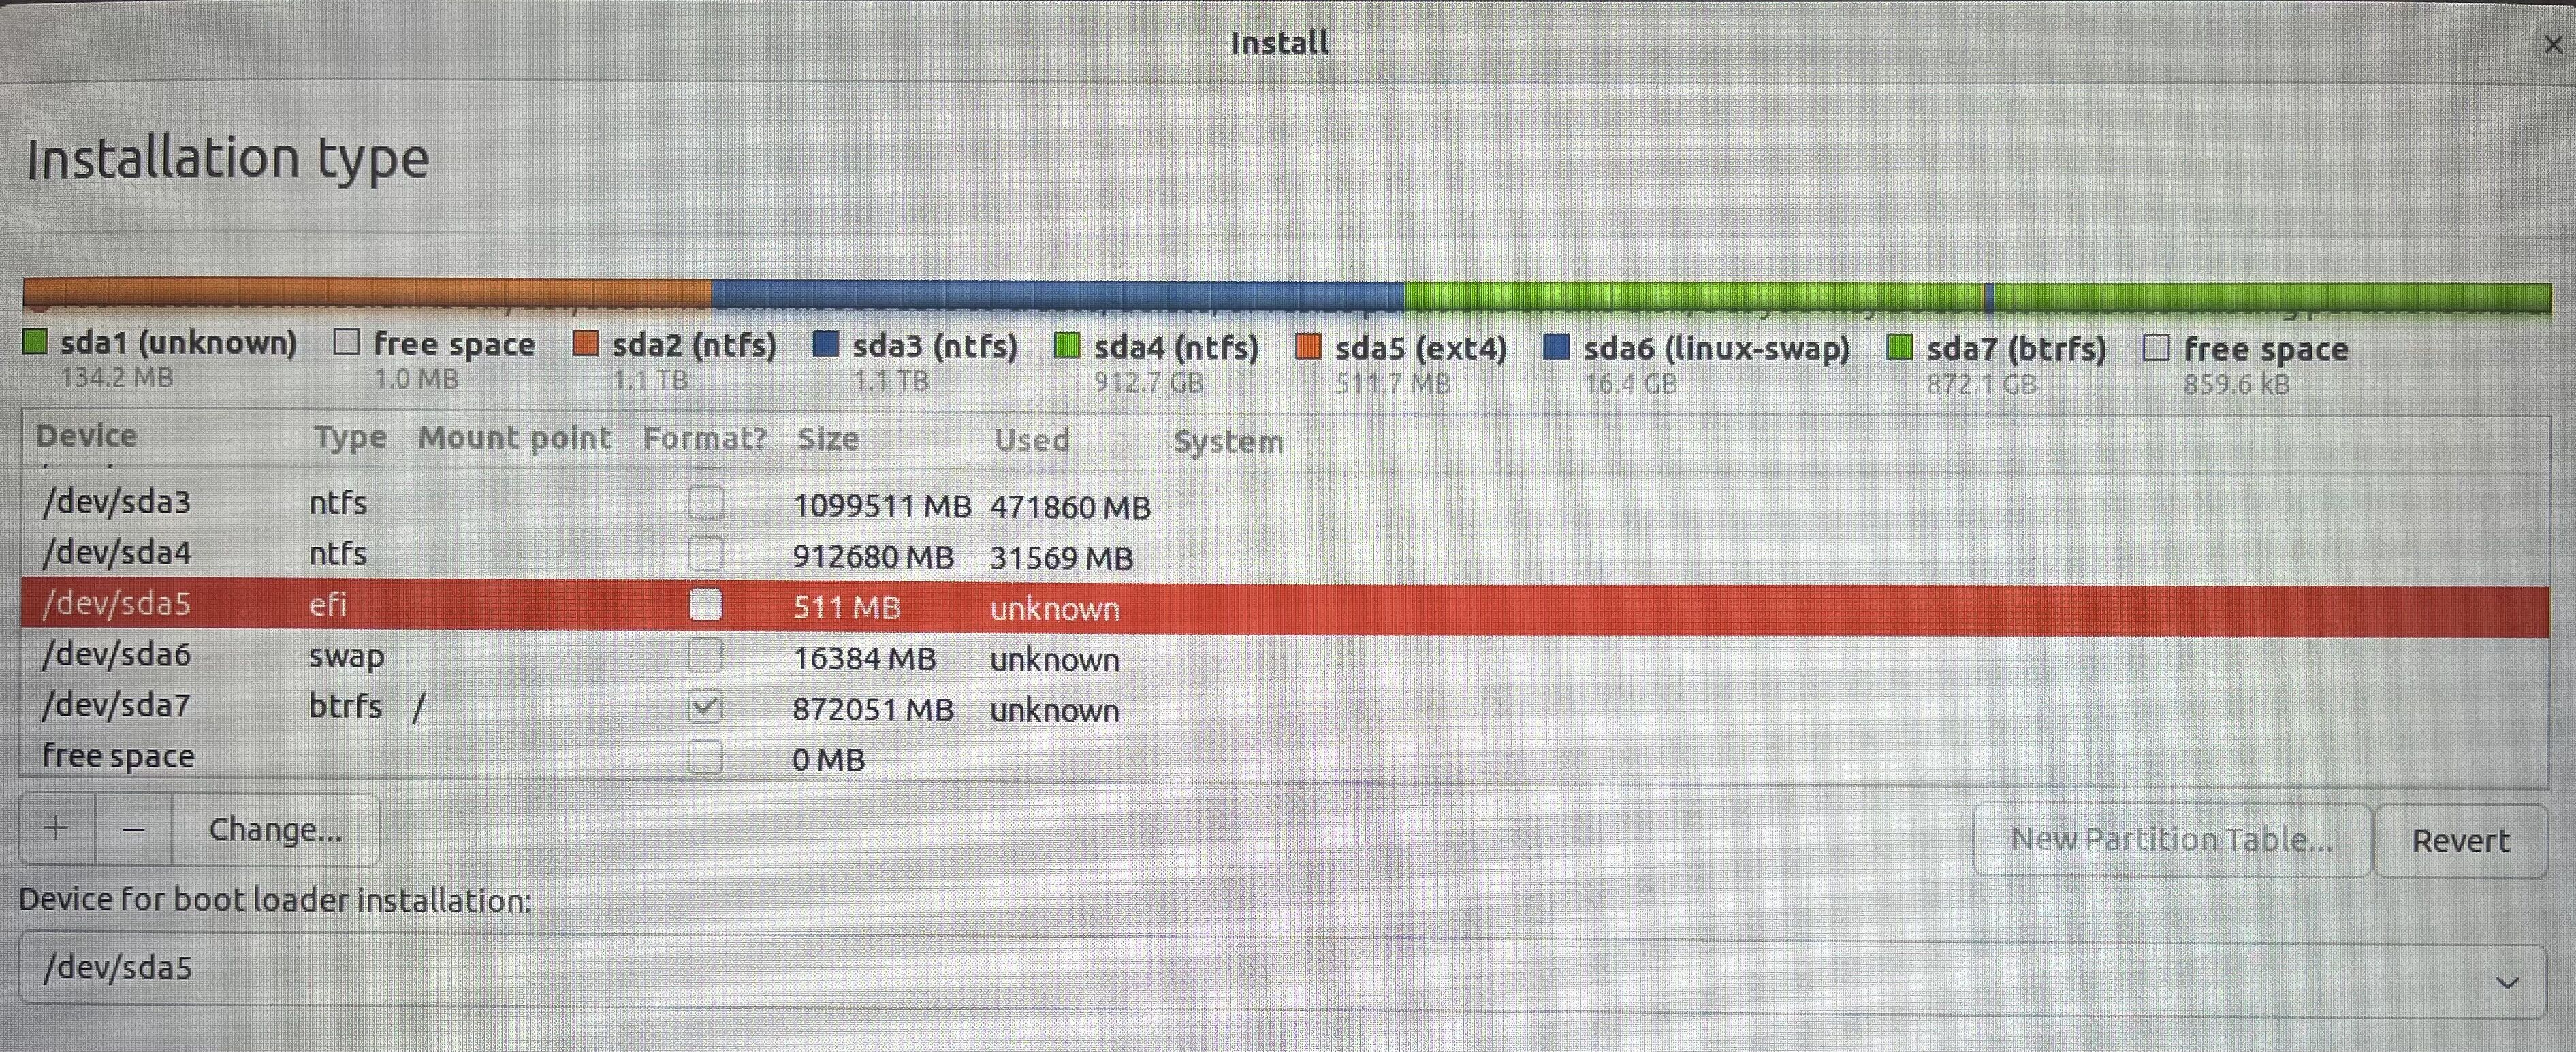 Install
Installation type
sda1 (unknown) free space sda2 (ntfs) sda3 (ntfs) sda4 (ntfs) sda5 (ext4) sda6 (linux-swap) sda7 (btrfs) free space
134.2 MB 1.0 MB 1.1 TB 1.1 TB 912.7 GB 511.7 MB 16.4 GB 872.1 GB 859.6 kB
Device Type Mount point Format? Size Used System
/dev/sda3 ntfs 1099511 MB 471860 MB
/dev/sda4 ntfs 912680 MB 31569 MB
/dev/sda5 efi 511 MB unknown
/dev/sda6 swap 16384 MB unknown
/dev/sda7 btrfs / 872051 MB unknown
free space 0 MB
+ − Change... New Partition Table... Revert
Device for boot loader installation:
/dev/sda5